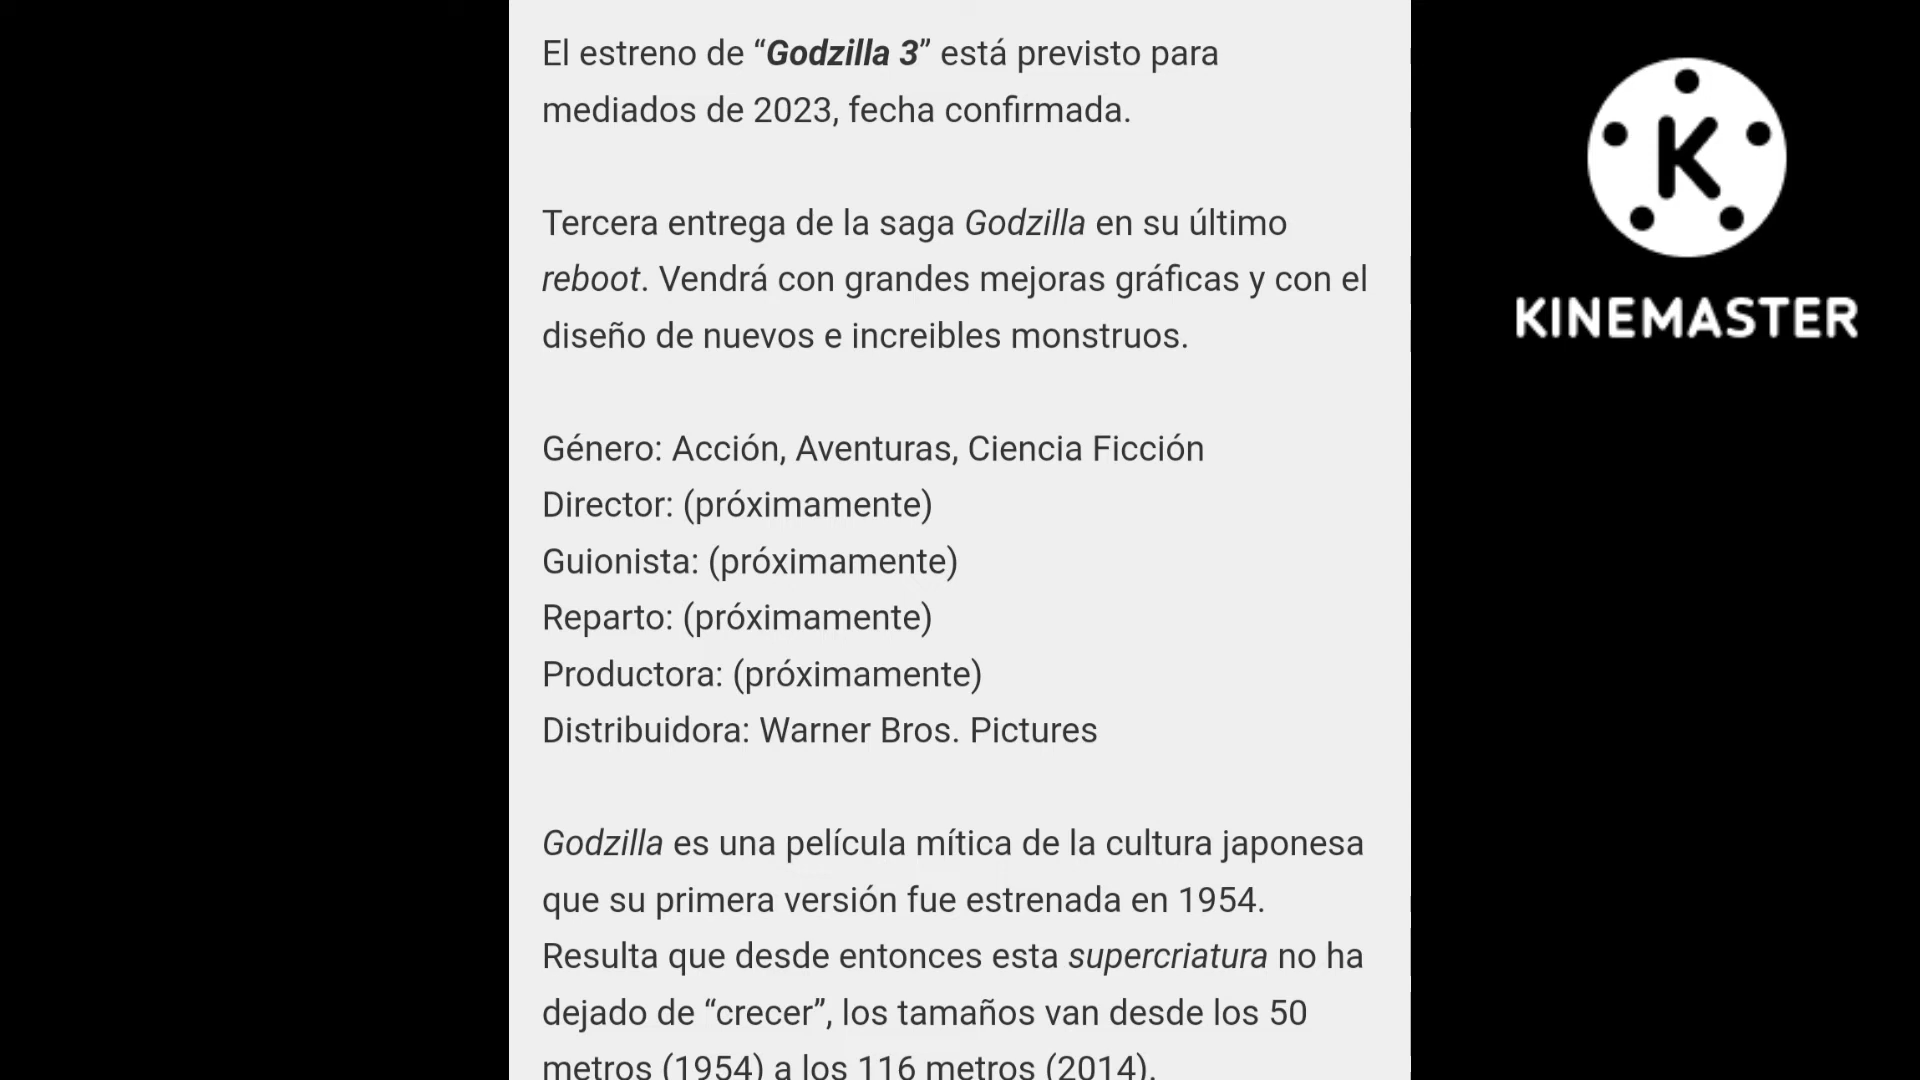 El estreno de “Godzilla 3” está previsto para
mediados de 2023, fecha confirmada.
Tercera entrega de la saga Godzilla en su último
reboot. Vendrá con grandes mejoras gráficas y con el
diseño de nuevos e increibles monstruos.
Género: Acción, Aventuras, Ciencia Ficción
Director: (próximamente)
Guionista: (próximamente)
Reparto: (próximamente)
Productora: (próximamente)
Distribuidora: Warner Bros. Pictures
Godzilla es una película mítica de la cultura japonesa
que su primera versión fue estrenada en 1954.
Resulta que desde entonces esta supercriatura no ha
dejado de “crecer”, los tamaños van desde los 50
metros (1954) a los 116 metros (2014).
K
KINEMASTER